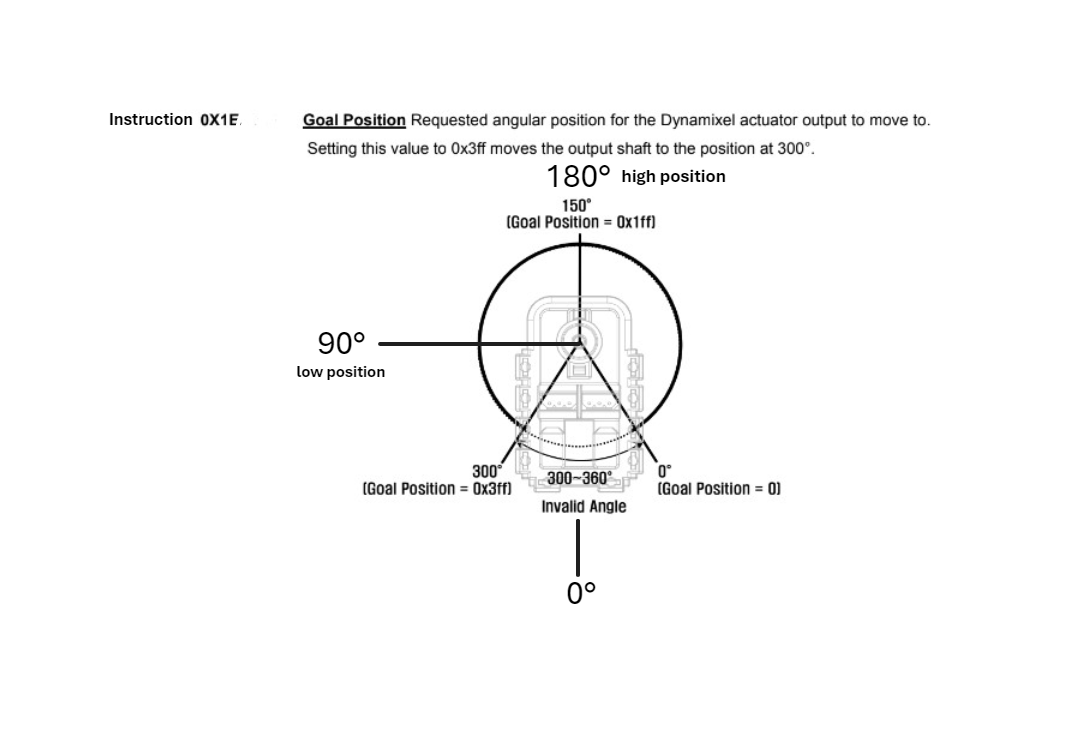 Instruction 0X1E. Goal Position Requested angular position for the Dynamixel actuator output to move to.
Setting this value to 0x3ff moves the output shaft to the position at 300°.
180° high position
150°
(Goal Position = 0x1ff)
90°
low position
300°
(Goal Position = 0x3ff)
300~360°
Invalid Angle
0°
(Goal Position = 0)
0°